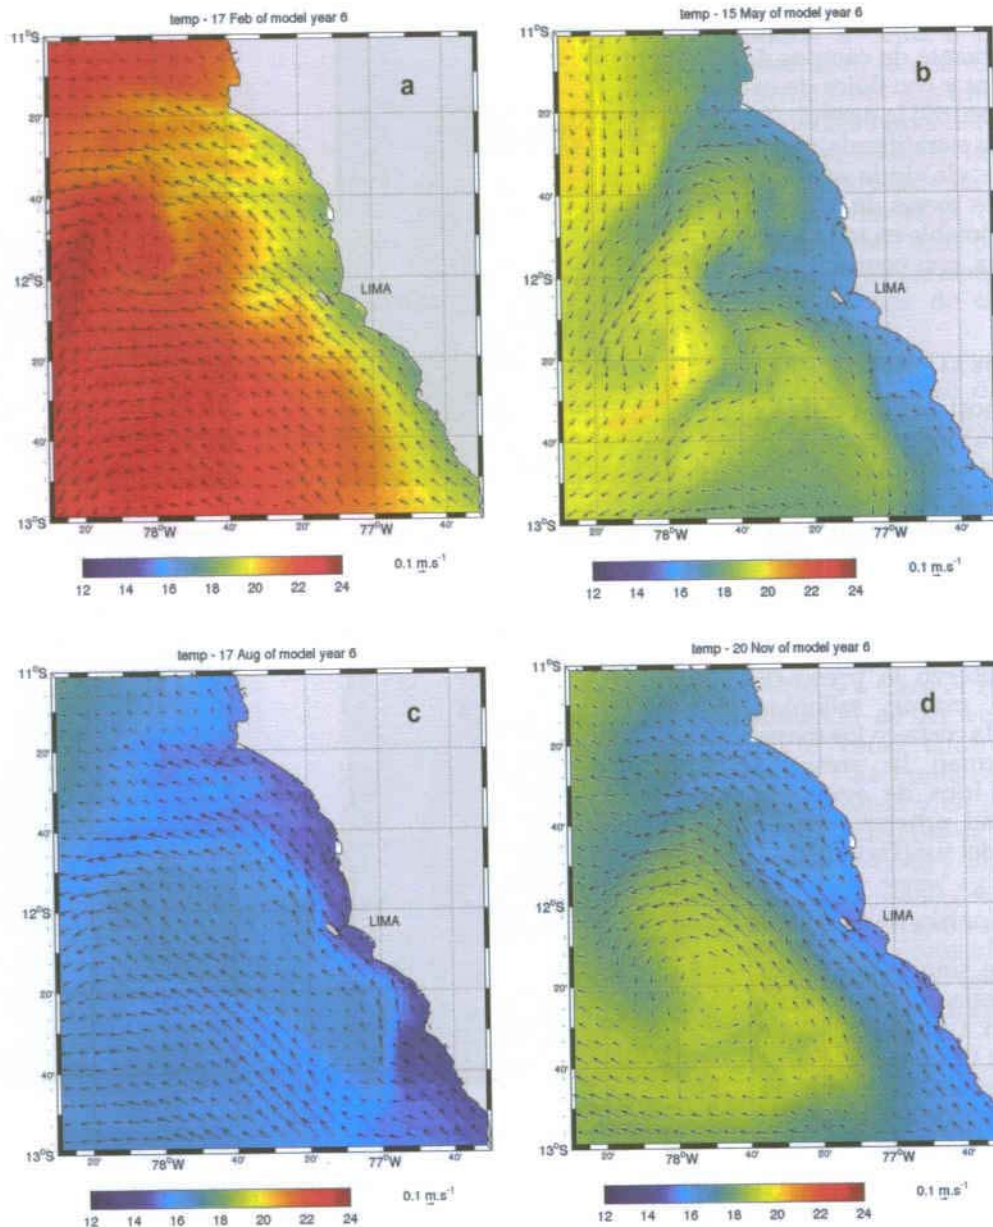 temp - 17 Feb of model year 6
11°S
20'
40'
12°S
20'
40'
13°S
a
LIMA
20'
78°W
40'
20'
77°W
40'
12 14 16 18 20 22 24
0.1 m.s-1
temp - 15 May of model year 6
11°S
20'
40'
12°S
20'
40'
13°S
b
LIMA
20'
78°W
40'
20'
77°W
40'
12 14 16 18 20 22 24
0.1 m.s-1
temp - 17 Aug of model year 6
11°S
20'
40'
12°S
20'
40'
13°S
c
LIMA
20'
78°W
40'
20'
77°W
40'
12 14 16 18 20 22 24
0.1 m.s-1
temp - 20 Nov of model year 6
11°S
20'
40'
12°S
20'
40'
13°S
d
LIMA
20'
78°W
40'
20'
77°W
40'
12 14 16 18 20 22 24
0.1 m.s-1